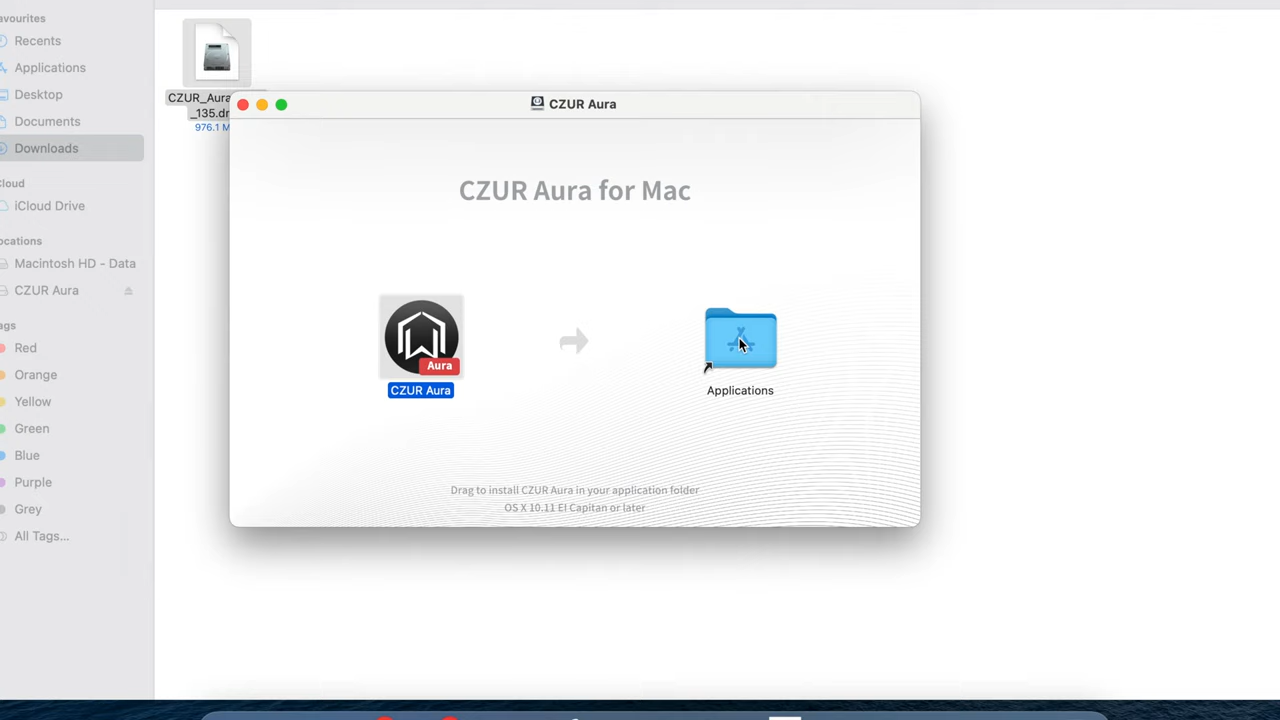 avourites
Recents
Applications
Desktop
Documents
Downloads
Cloud
iCloud Drive
ocations
Macintosh HD - Data
CZUR Aura
ags
Red
Orange
Yellow
Green
Blue
Purple
Grey
All Tags...
CZUR_Aura
_135.dr
976.1 M
CZUR Aura
CZUR Aura for Mac
Aura
CZUR Aura
Applications
Drag to install CZUR Aura in your application folder
OS X 10.11 EI Capitan or later